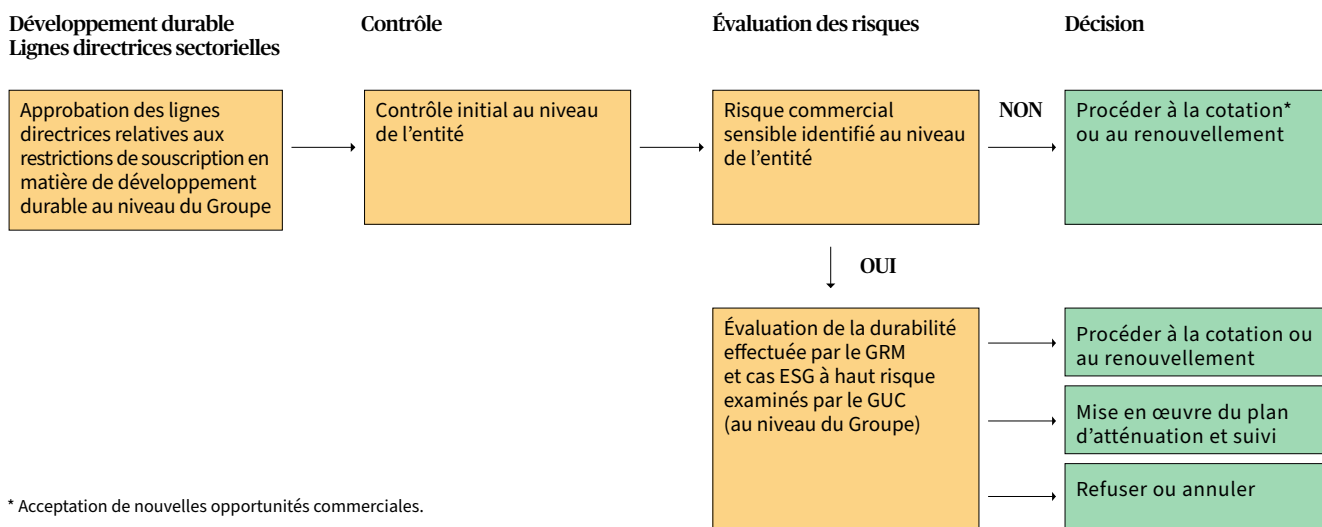 Développement durable
Lignes directrices sectorielles
Contrôle
Évaluation des risques
Décision
Approbation des lignes
directrices relatives aux
restrictions de souscription en
matière de développement
durable au niveau du Groupe
Contrôle initial au niveau
de l'entité
Risque commercial
sensible identifié au niveau
de l'entité
NON
Procéder à la cotation*
ou au renouvellement
OUI
Évaluation de la durabilité
effectuée par le GRM
et cas ESG à haut risque
examinés par le GUC
(au niveau du Groupe)
Procéder à la cotation ou
au renouvellement
Mise en œuvre du plan
d'atténuation et suivi
Refuser ou annuler
* Acceptation de nouvelles opportunités commerciales.